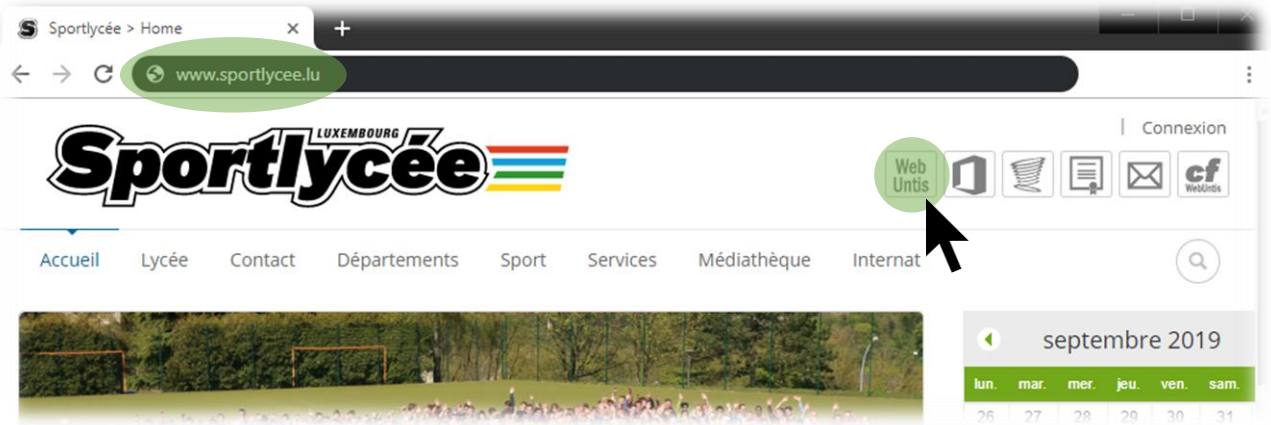 Sportlycée > Home
www.sportlycee.lu
LUXEMBOURG
Sportlycée
Connexion
Web
Untis
cf
WebUntis
Accueil Lycée Contact Départements Sport Services Médiathèque Internat
septembre 2019
lun. mar. mer. jeu. ven. sam.
26 27 28 29 30 31